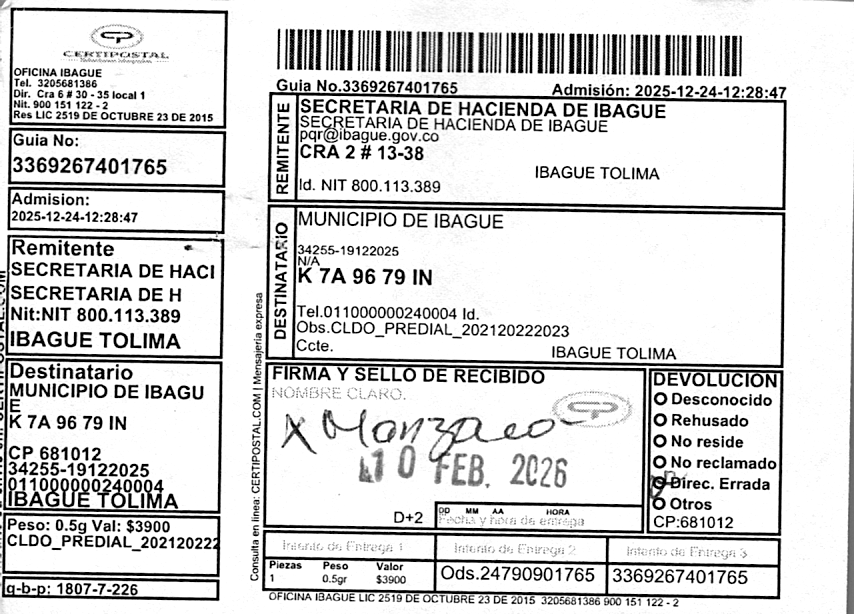 CERTIPOSTAL
OFICINA IBAGUE
Tel. 3205681386
Dir. Cra 6 # 30 - 35 local 1
Nit. 900 151 122 - 2
Res LIC 2519 DE OCTUBRE 23 DE 2015
Guia No:
3369267401765
Admision:
2025-12-24-12:28:47
Remitente
SECRETARIA DE HACI
SECRETARIA DE H
Nit:NIT 800.113.389
IBAGUE TOLIMA
Destinatario
MUNICIPIO DE IBAGU
E
K 7A 96 79 IN
CP 681012
34255-19122025
011000000240004
IBAGUE TOLIMA
Peso: 0.5g Val: $3900
CLDO_PREDIAL_202120222
q-b-p: 1807-7-226
Consulta en linea: CERTIPOSTAL.COM | Mensajeria expresa
Guia No.3369267401765 Admisión: 2025-12-24-12:28:47
REMITENTE
SECRETARIA DE HACIENDA DE IBAGUE
SECRETARIA DE HACIENDA DE IBAGUE
pqr@ibague.gov.co
CRA 2 # 13-38
IBAGUE TOLIMA
Id. NIT 800.113.389
DESTINATARIO
MUNICIPIO DE IBAGUE
34255-19122025
N/A
K 7A 96 79 IN
Tel.011000000240004 Id.
Obs.CLDO_PREDIAL_202120222023
Ccte. IBAGUE TOLIMA
FIRMA Y SELLO DE RECIBIDO
NOMBRE CLARO.
X
10 FEB. 2026
D+2
DD MM AA HORA
Fecha y hora de entrega
DEVOLUCION
Desconocido
Rehusado
No reside
No reclamado
Direc. Errada
Otros
CP:681012
Intento de Entrega 1 Intento de Entrega 2 Intento de Entrega 3
Piezas Peso Valor
1 0.5gr $3900
Ods.24790901765 3369267401765
OFICINA IBAGUE LIC 2519 DE OCTUBRE 23 DE 2015 3205681386 900 151 122 - 2